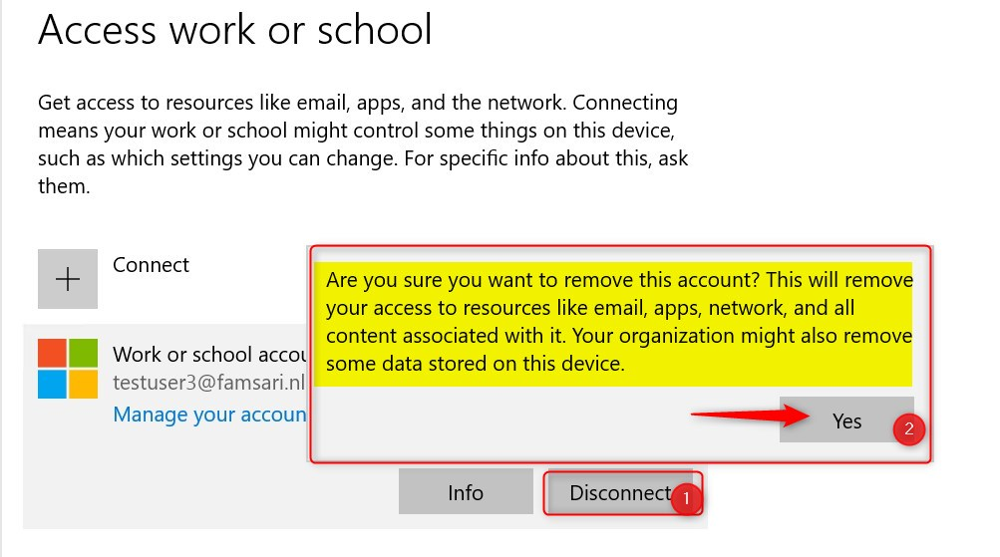 Access work or school
Get access to resources like email, apps, and the network. Connecting
means your work or school might control some things on this device,
such as which settings you can change. For specific info about this, ask
them.
Connect
Are you sure you want to remove this account? This will remove
your access to resources like email, apps, network, and all
content associated with it. Your organization might also remove
some data stored on this device.
Yes
2
Work or school accou
testuser3@famsari.nl
Manage your accoun
Info
Disconnect
1